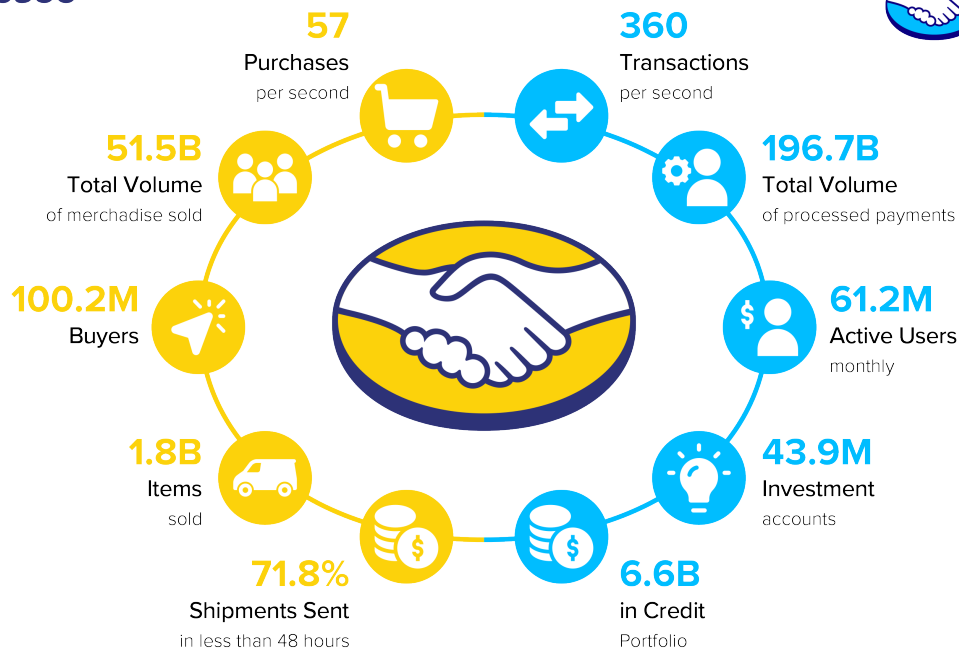 57
Purchases
per second
360
Transactions
per second
51.5B
Total Volume
of merchadise sold
196.7B
Total Volume
of processed payments
100.2M
Buyers
61.2M
Active Users
monthly
1.8B
Items
sold
43.9M
Investment
accounts
71.8%
Shipments Sent
in less than 48 hours
6.6B
in Credit
Portfolio
$
$
$